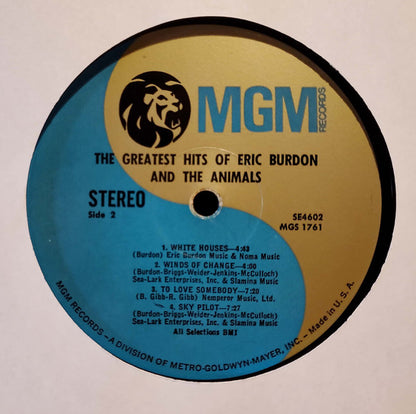 MGM
RECORDS
THE GREATEST HITS OF ERIC BURDON
AND THE ANIMALS
STEREO
Side 2
SE4602
MGS 1761
1. WHITE HOUSES—4:43
(Burdon) Eric Burdon Music & Noma Music
2. WINDS OF CHANGE—4:00
(Burdon-Briggs-Weider-Jenkins-McCulloch)
Sea-Lark Enterprises, Inc. & Slamina Music
3. TO LOVE SOMEBODY—7:20
(B. Gibb-R. Gibb) Nemperor Music, Ltd.
4. SKY PILOT—7:27
(Burdon-Briggs-Weider-Jenkins-McCulloch)
Sea-Lark Enterprises, Inc. & Slamina Music
All Selections BMI
MGM RECORDS – A DIVISION OF METRO-GOLDWYN-MAYER, INC. – Made in U.S.A.